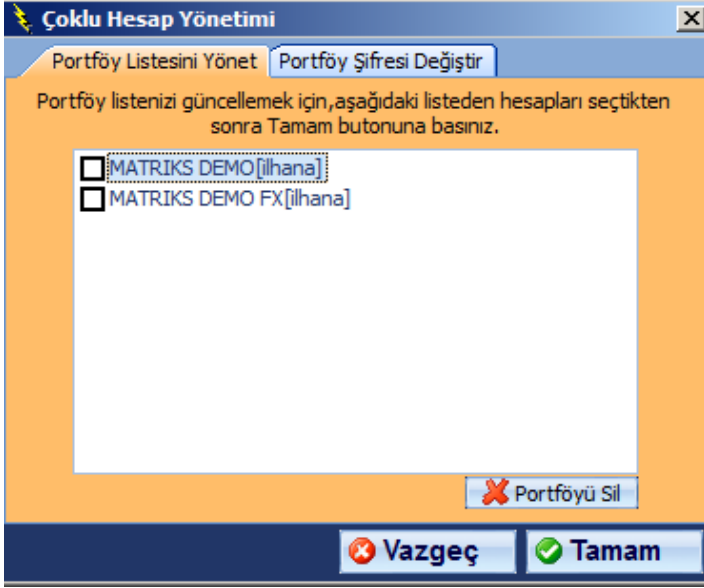 Çoklu Hesap Yönetimi
Portföy Listesini Yönet
Portföy Şifresi Değiştir
Portföy listenizi güncellemek için,aşağıdaki listeden hesapları seçtikten
sonra Tamam butonuna basınız.
MATRIKS DEMO[ilhana]
MATRIKS DEMO FX[ilhana]
Portföyü Sil
Vazgeç
Tamam